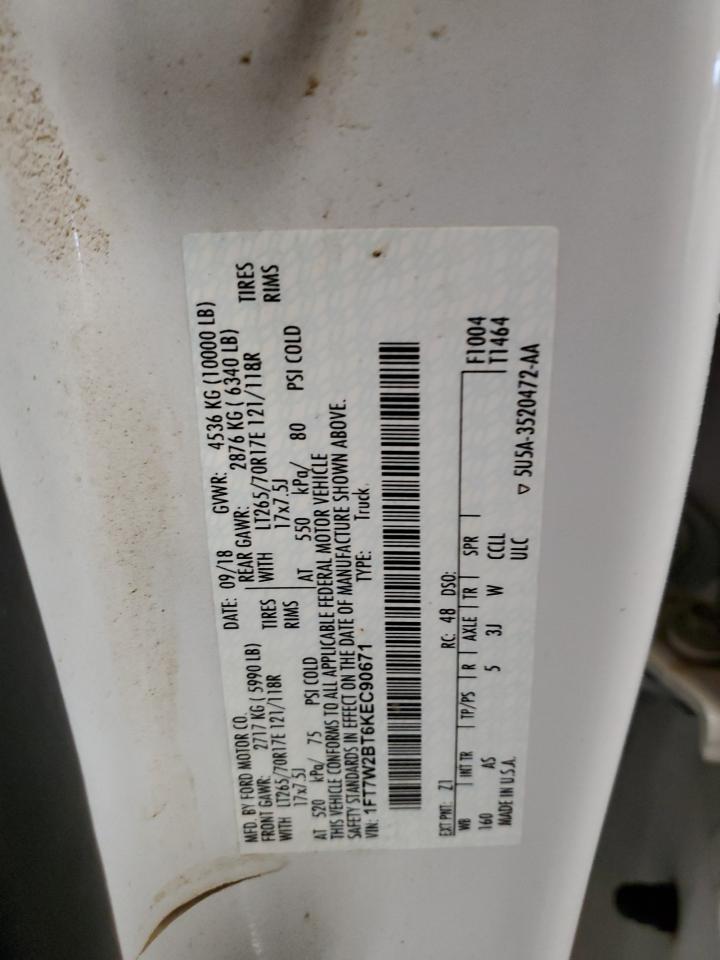 MFD. BY FORD MOTOR CO.
DATE: 09/18 GVWR: 4536 KG (10000 LB)
FRONT GAWR: 2717 KG ( 5990 LB) REAR GAWR: 2876 KG ( 6340 LB)
WITH LT265/70R17E 121/118R TIRES WITH LT265/70R17E 121/118R TIRES
17x7.5J RIMS 17x7.5J RIMS
AT 520 kPa/ 75 PSI COLD AT 550 kPa/ 80 PSI COLD
THIS VEHICLE CONFORMS TO ALL APPLICABLE FEDERAL MOTOR VEHICLE
SAFETY STANDARDS IN EFFECT ON THE DATE OF MANUFACTURE SHOWN ABOVE.
VIN: 1FT7W2BT6KEC90671 TYPE: Truck
EXT PNT: Z1 RC: 48 DSO:
WB INT TR TP/PS R AXLE TR SPR F1004
160 AS 5 3J W CCLL T1464
MADE IN U.S.A. ULC
▽ 5U5A-3520472-AA